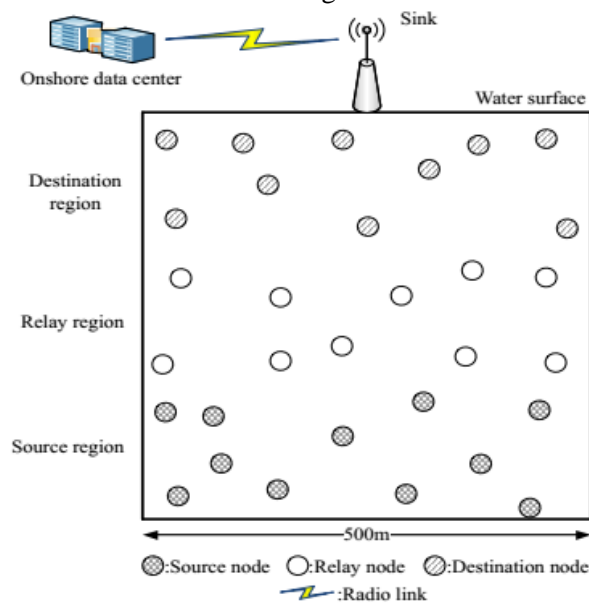 Sink
Onshore data center
Water surface
Destination
region
Relay region
Source region
500m
:Source node :Relay node :Destination node
:Radio link